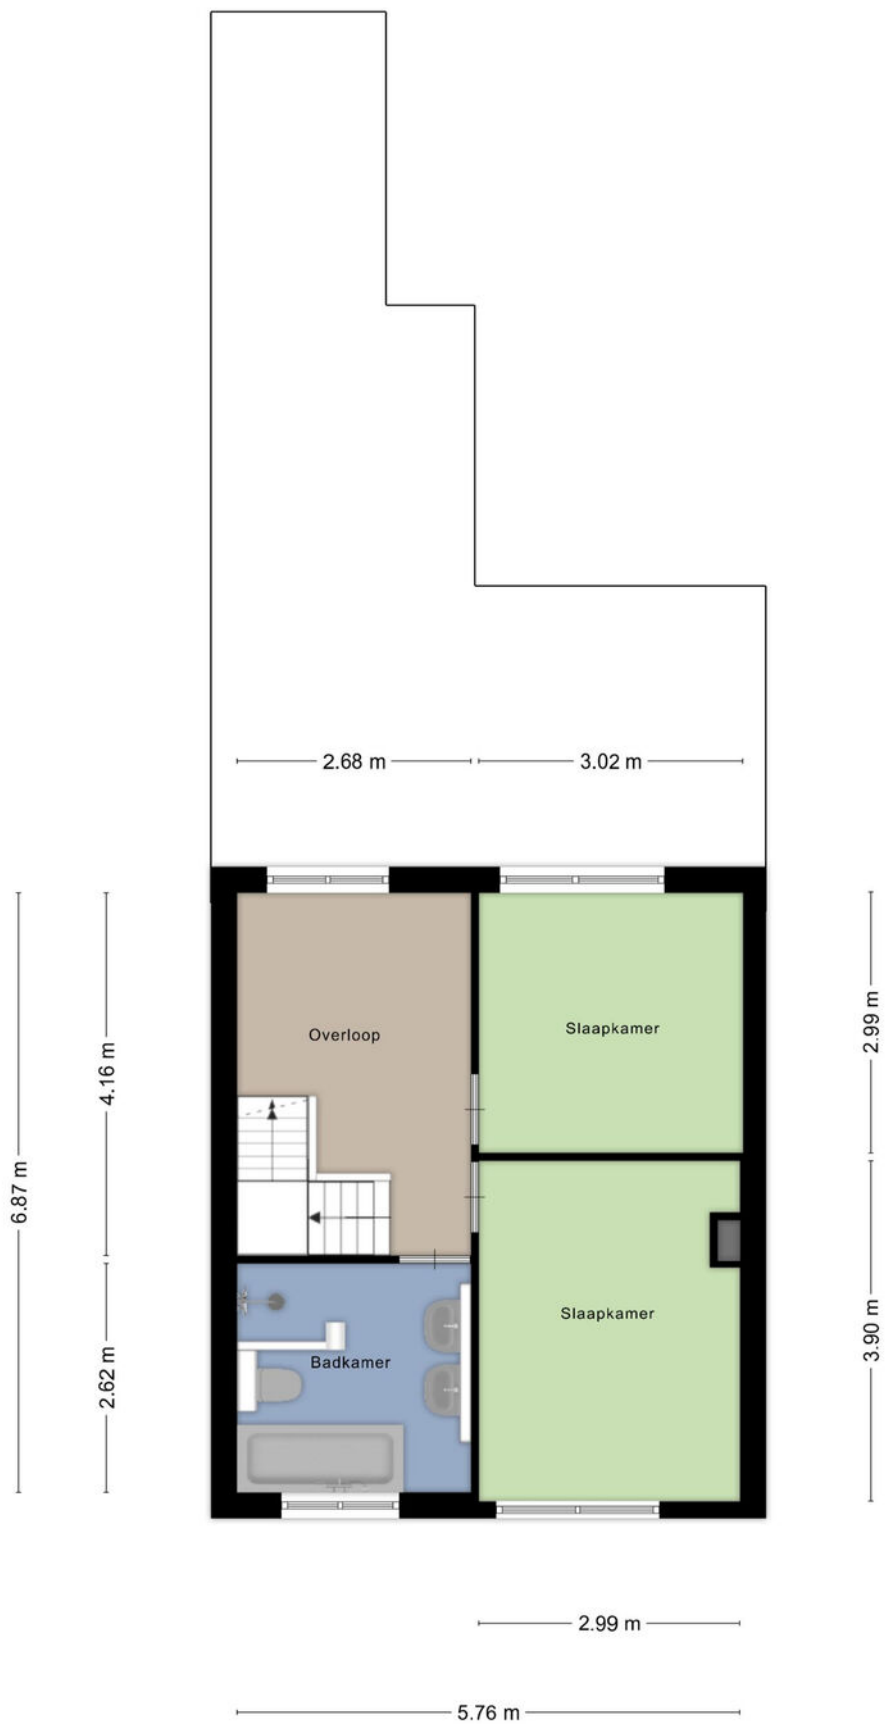 2.68 m
3.02 m
Overloop
Slaapkamer
2.99 m
4.16 m
6.87 m
Slaapkamer
3.90 m
Badkamer
2.62 m
2.99 m
5.76 m